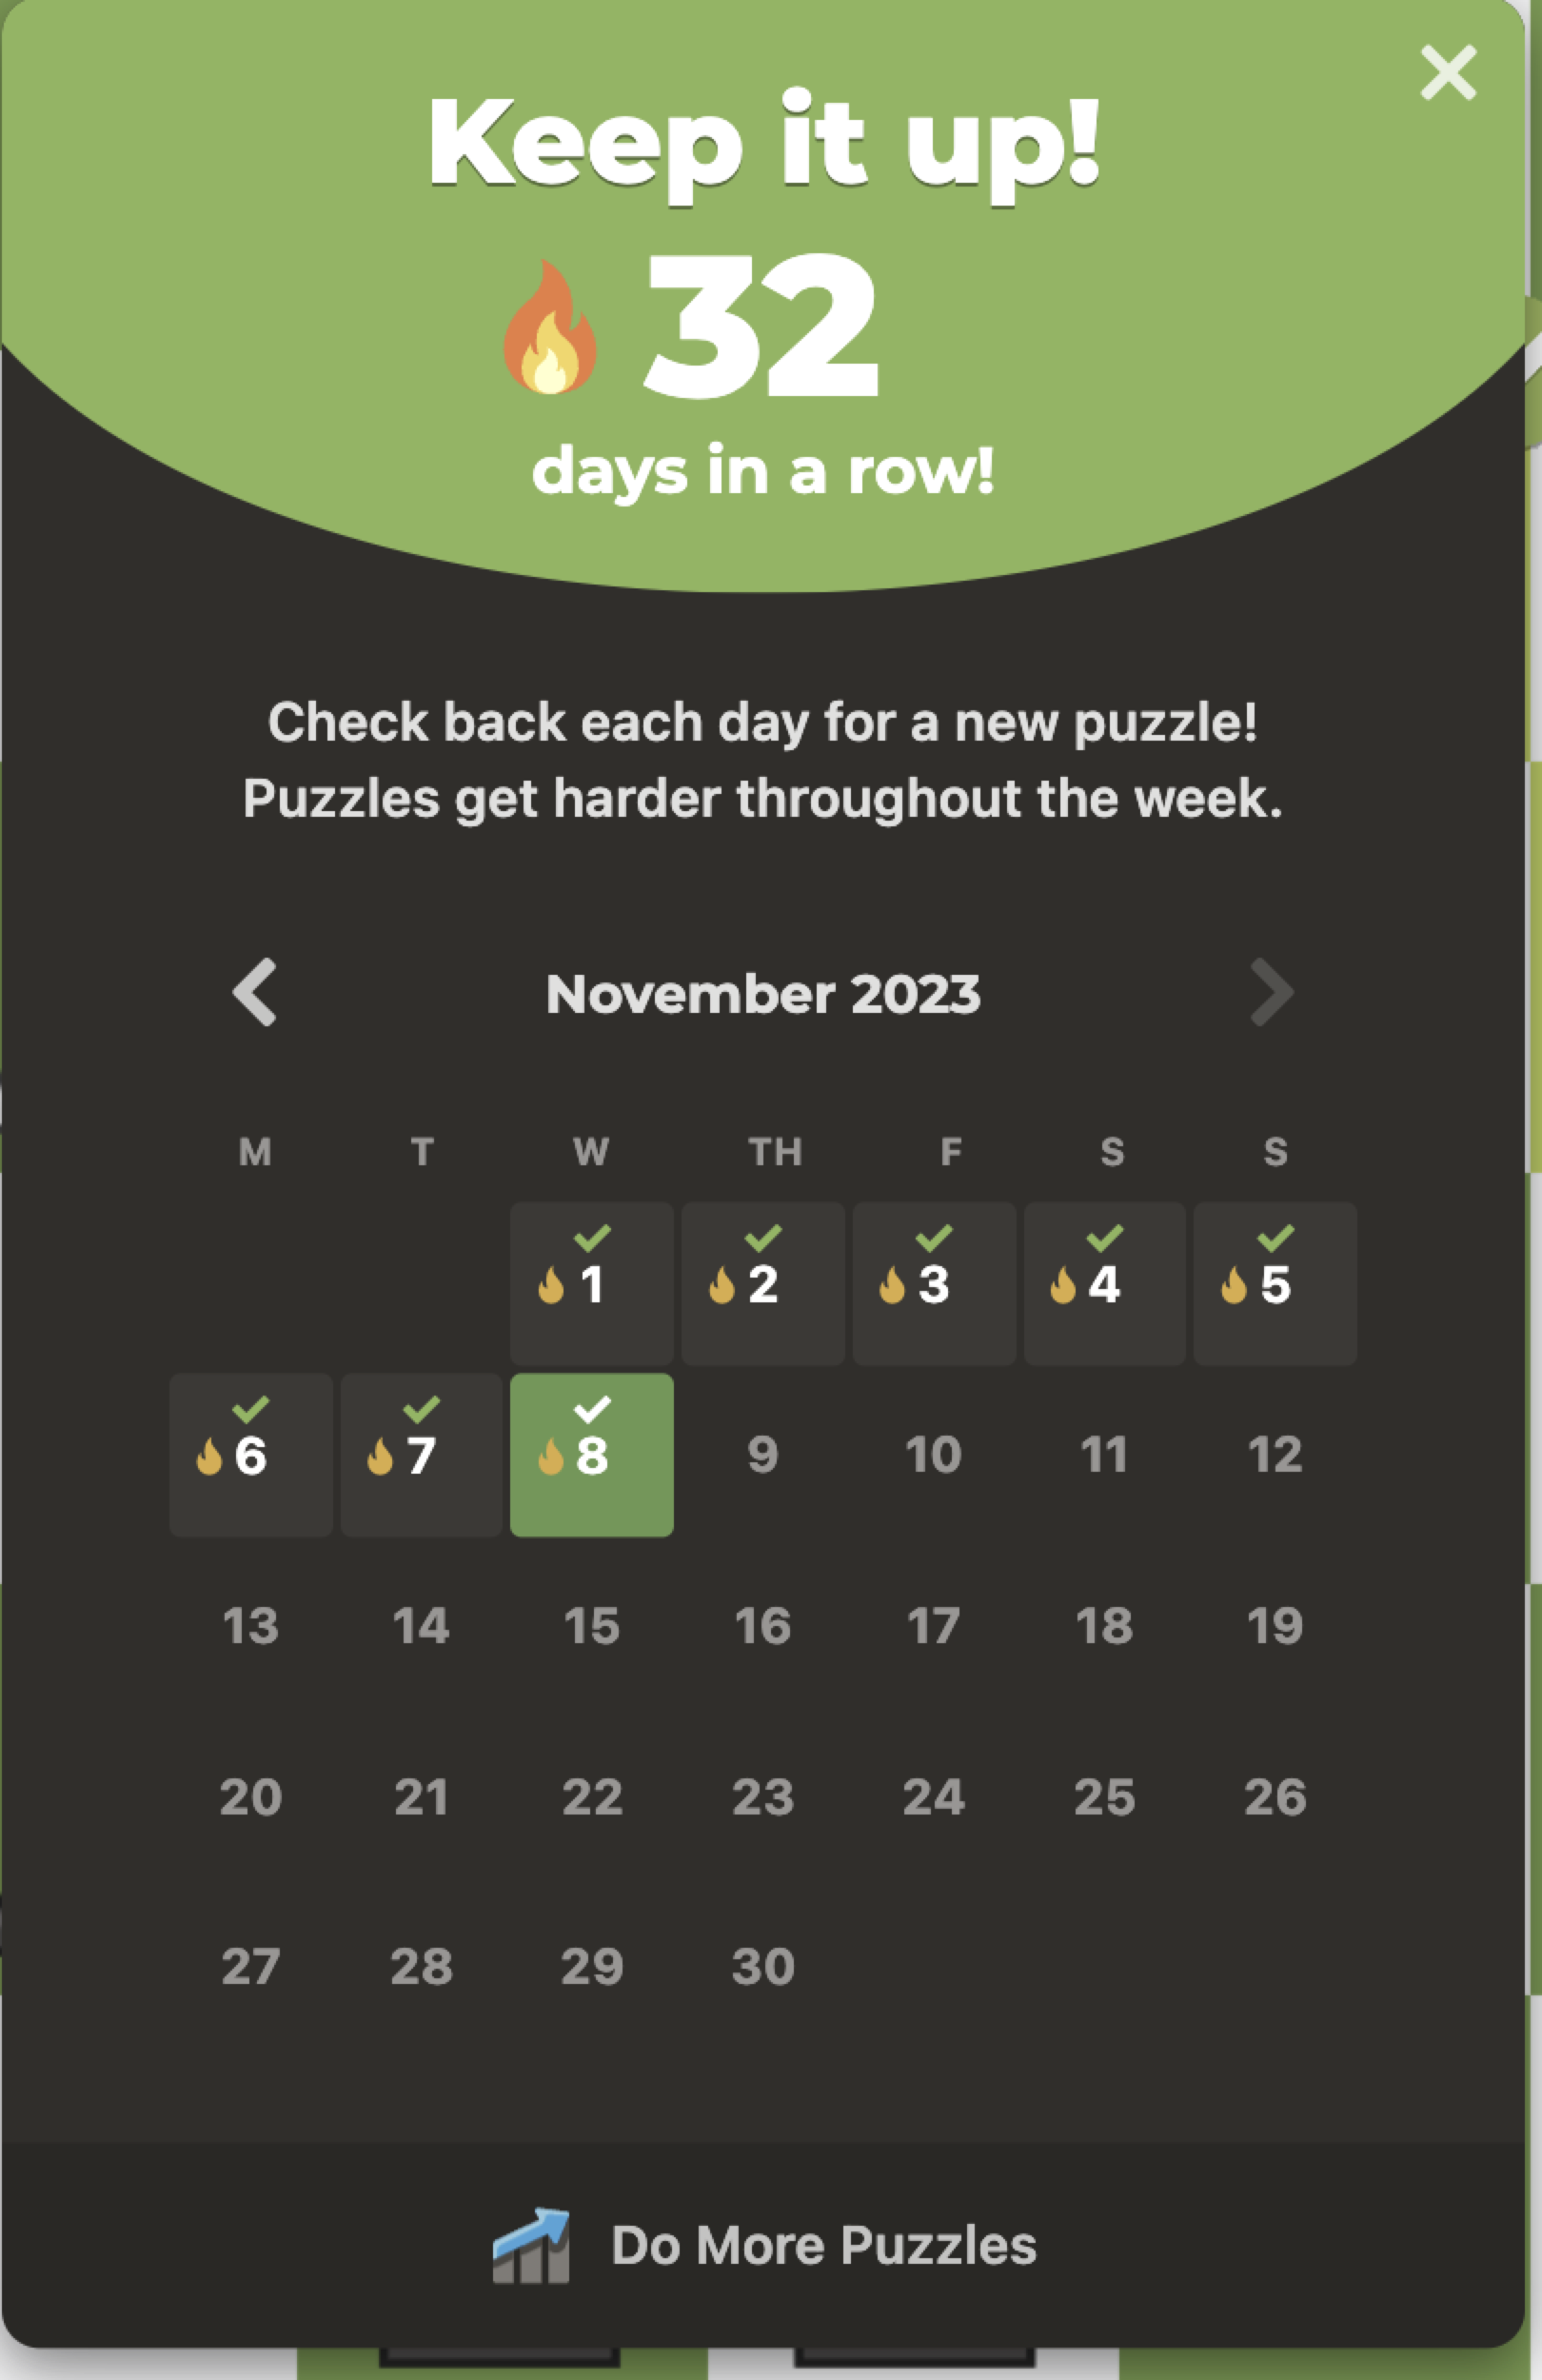 Keep it up!
32
days in a row!
Check back each day for a new puzzle!
Puzzles get harder throughout the week.
November 2023
M T W TH F S S
1 2 3 4 5
6 7 8 9 10 11 12
13 14 15 16 17 18 19
20 21 22 23 24 25 26
27 28 29 30
Do More Puzzles